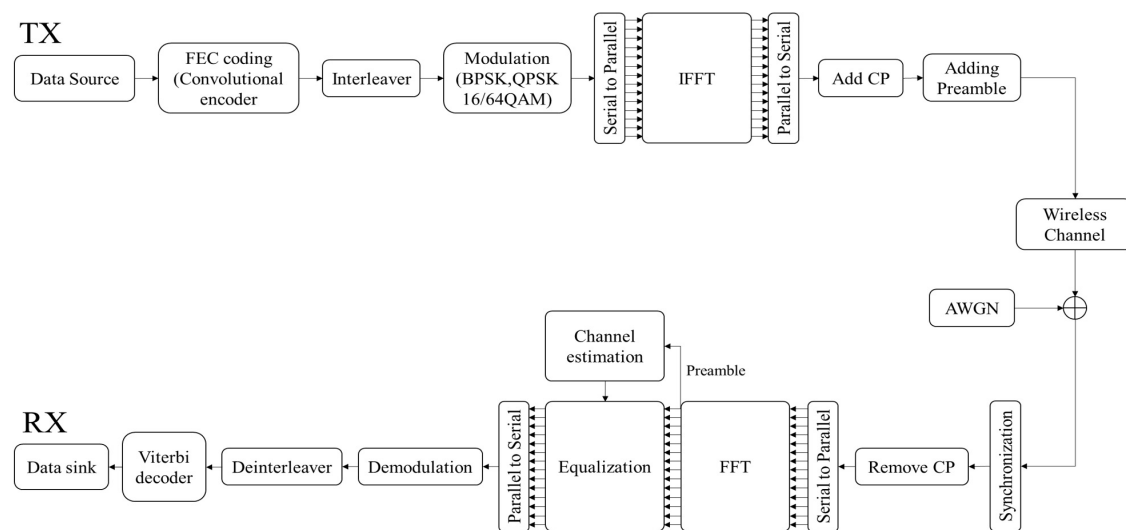 TX
Data Source
FEC coding
(Convolutional
encoder
Interleaver
Modulation
(BPSK,QPSK
16/64QAM)
Serial to Parallel
IFFT
Parallel to Serial
Add CP
Adding
Preamble
Wireless
Channel
AWGN
Channel
estimation
Preamble
RX
Data sink
Viterbi
decoder
Deinterleaver
Demodulation
Parallel to Serial
Equalization
FFT
Serial to Parallel
Remove CP
Synchronization